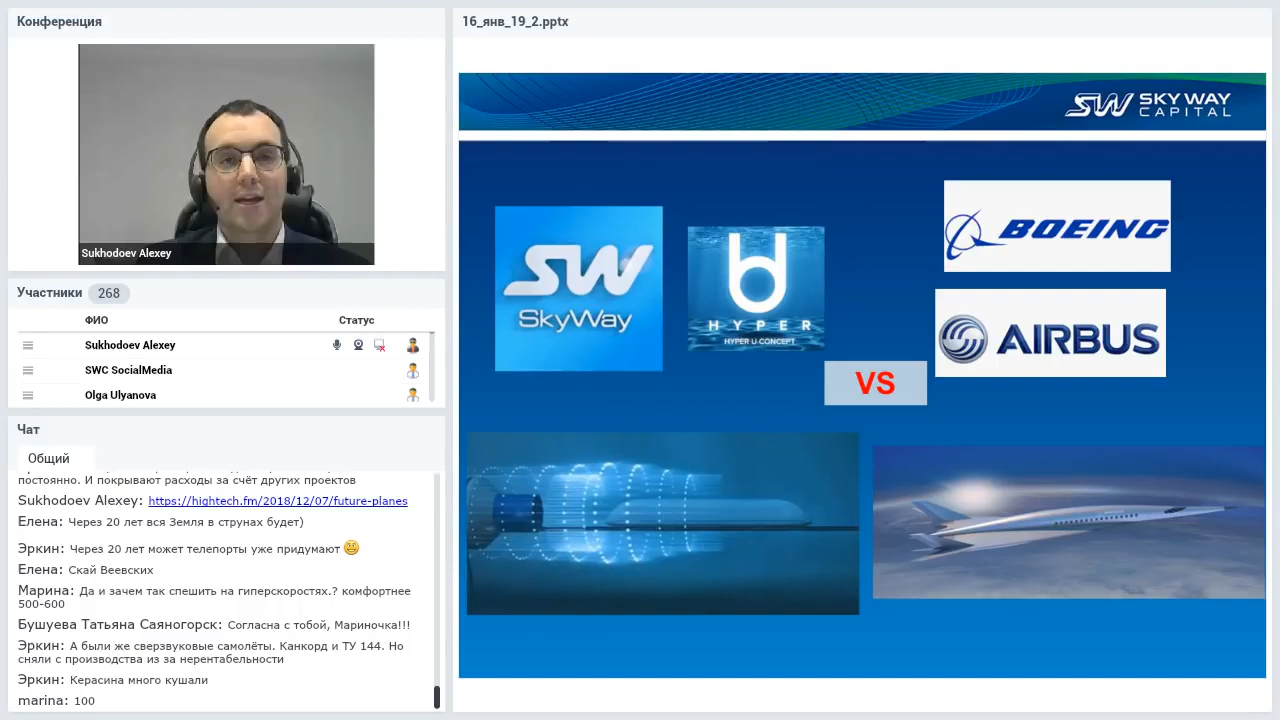 Конференция
Sukhodoev Alexey
Участники 268
ФИО Статус
Sukhodoev Alexey
SWC SocialMedia
Olga Ulyanova
Чат
Общий
постоянно. И покрывают расходы за счёт других проектов
Sukhodoev Alexey: https://hightech.fm/2018/12/07/future-planes
Елена: Через 20 лет вся Земля в струнах будет)
Эркин: Через 20 лет может телепорты уже придумают
Елена: Скай Веевских
Марина: Да и зачем так спешить на гиперскоростях.? комфортнее
500-600
Бушуева Татьяна Саяногорск: Согласна с тобой, Мариночка!!!
Эркин: А были же сверзвуковые самолёты. Канкорд и ТУ 144. Но
сняли с производства из за нерентабельности
Эркин: Керасина много кушали
marina: 100
16_янв_19_2.pptx
SW SKY WAY
CAPITAL
SW
SkyWay
U
HYPER
HYPER U CONCEPT
BOEING
AIRBUS
VS